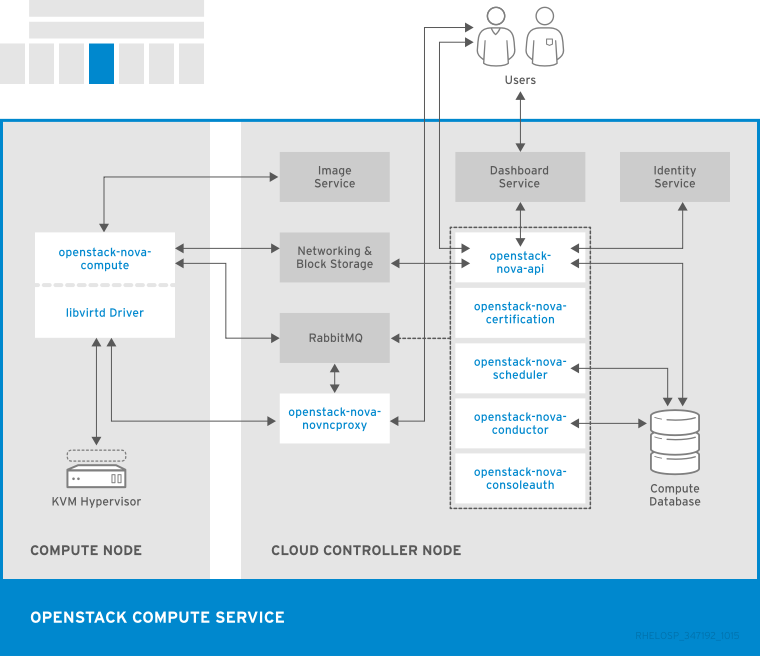 Users
Image
Service
Dashboard
Service
Identity
Service
openstack-nova-
compute
libvirtd Driver
Networking &
Block Storage
openstack-
nova-api
openstack-nova-
certification
RabbitMQ
openstack-nova-
scheduler
openstack-nova-
novncproxy
openstack-nova-
conductor
openstack-nova-
consoleauth
KVM Hypervisor
Compute
Database
COMPUTE NODE
CLOUD CONTROLLER NODE
OPENSTACK COMPUTE SERVICE
RHELOSP_347192_1015